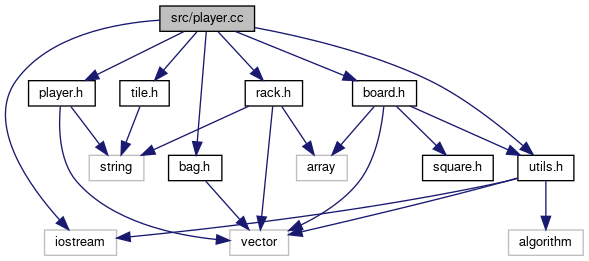 src/player.cc
player.h
tile.h
rack.h
board.h
string
bag.h
array
square.h
utils.h
iostream
vector
algorithm